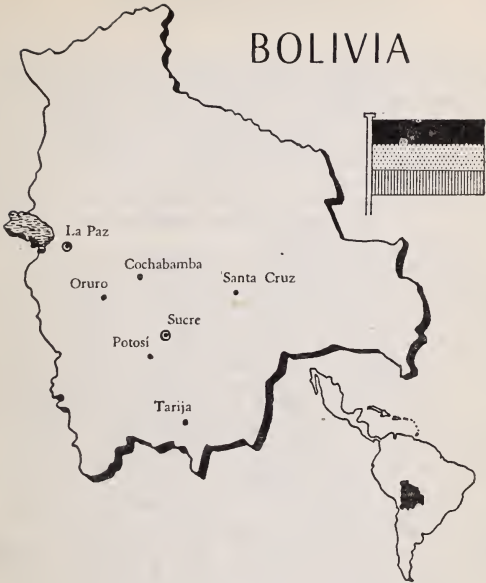 BOLIVIA
La Paz
Cochabamba
Oruro
Santa Cruz
Sucre
Potosí
Tarija